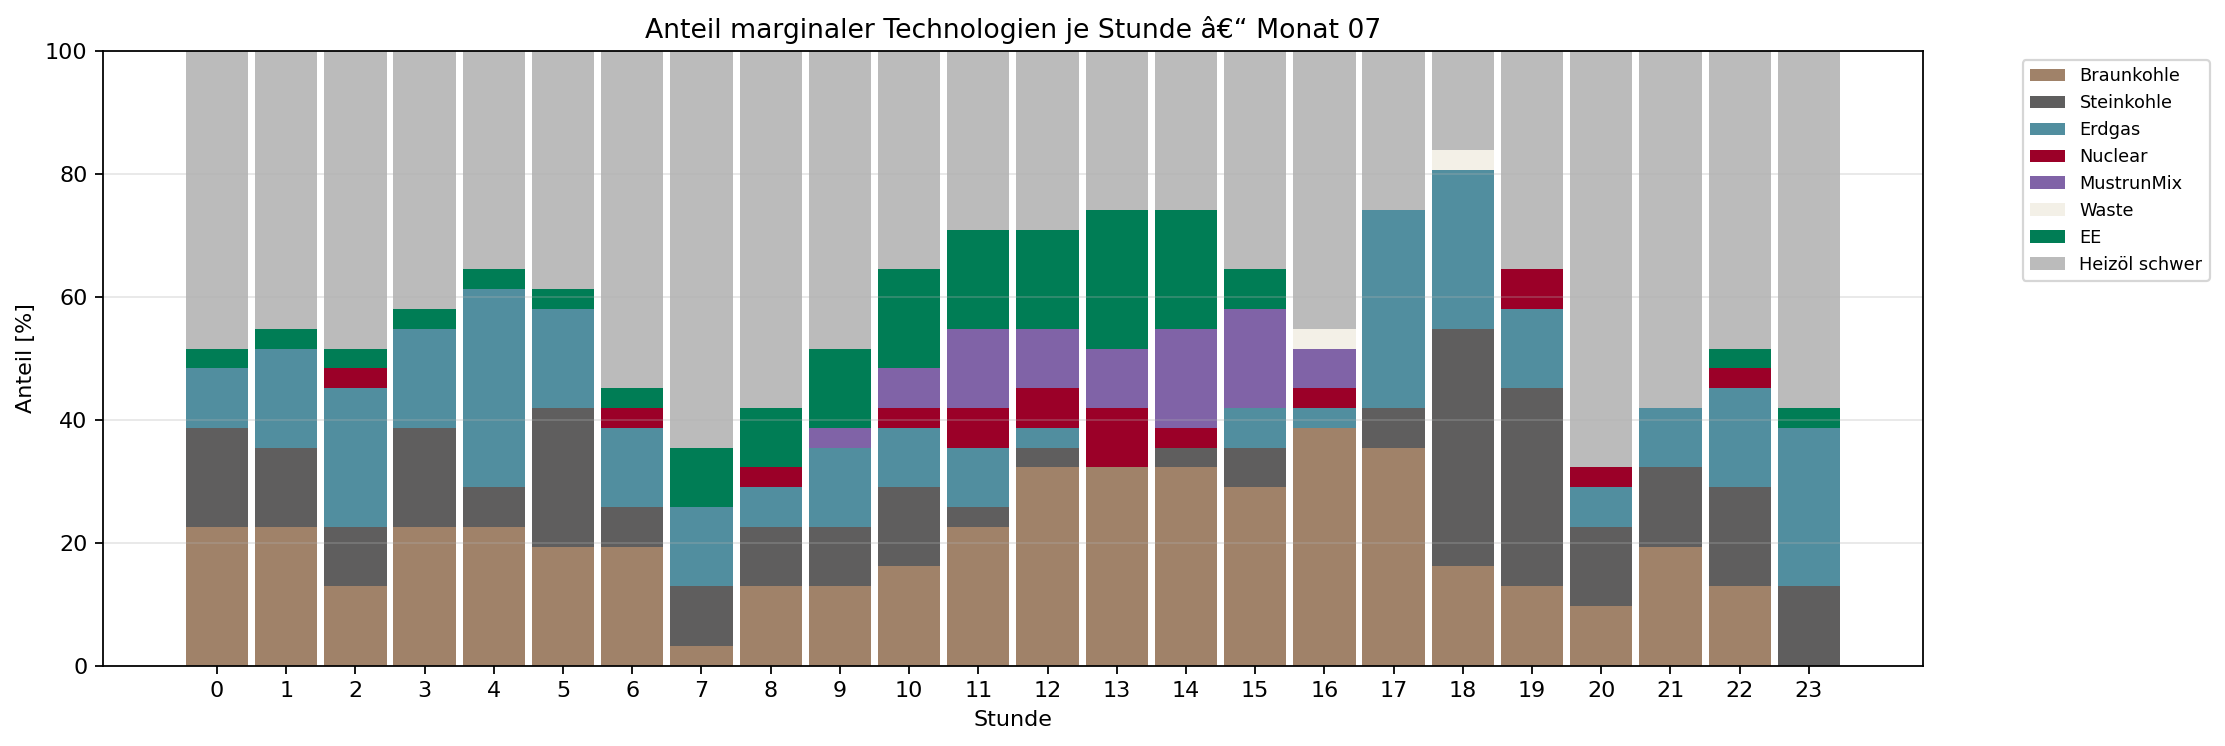 Anteil marginaler Technologien je Stunde â€“ Monat 07
Anteil [%]
100
80
60
40
20
0
0 1 2 3 4 5 6 7 8 9 10 11 12 13 14 15 16 17 18 19 20 21 22 23
Stunde
Braunkohle
Steinkohle
Erdgas
Nuclear
MustrunMix
Waste
EE
Heizöl schwer